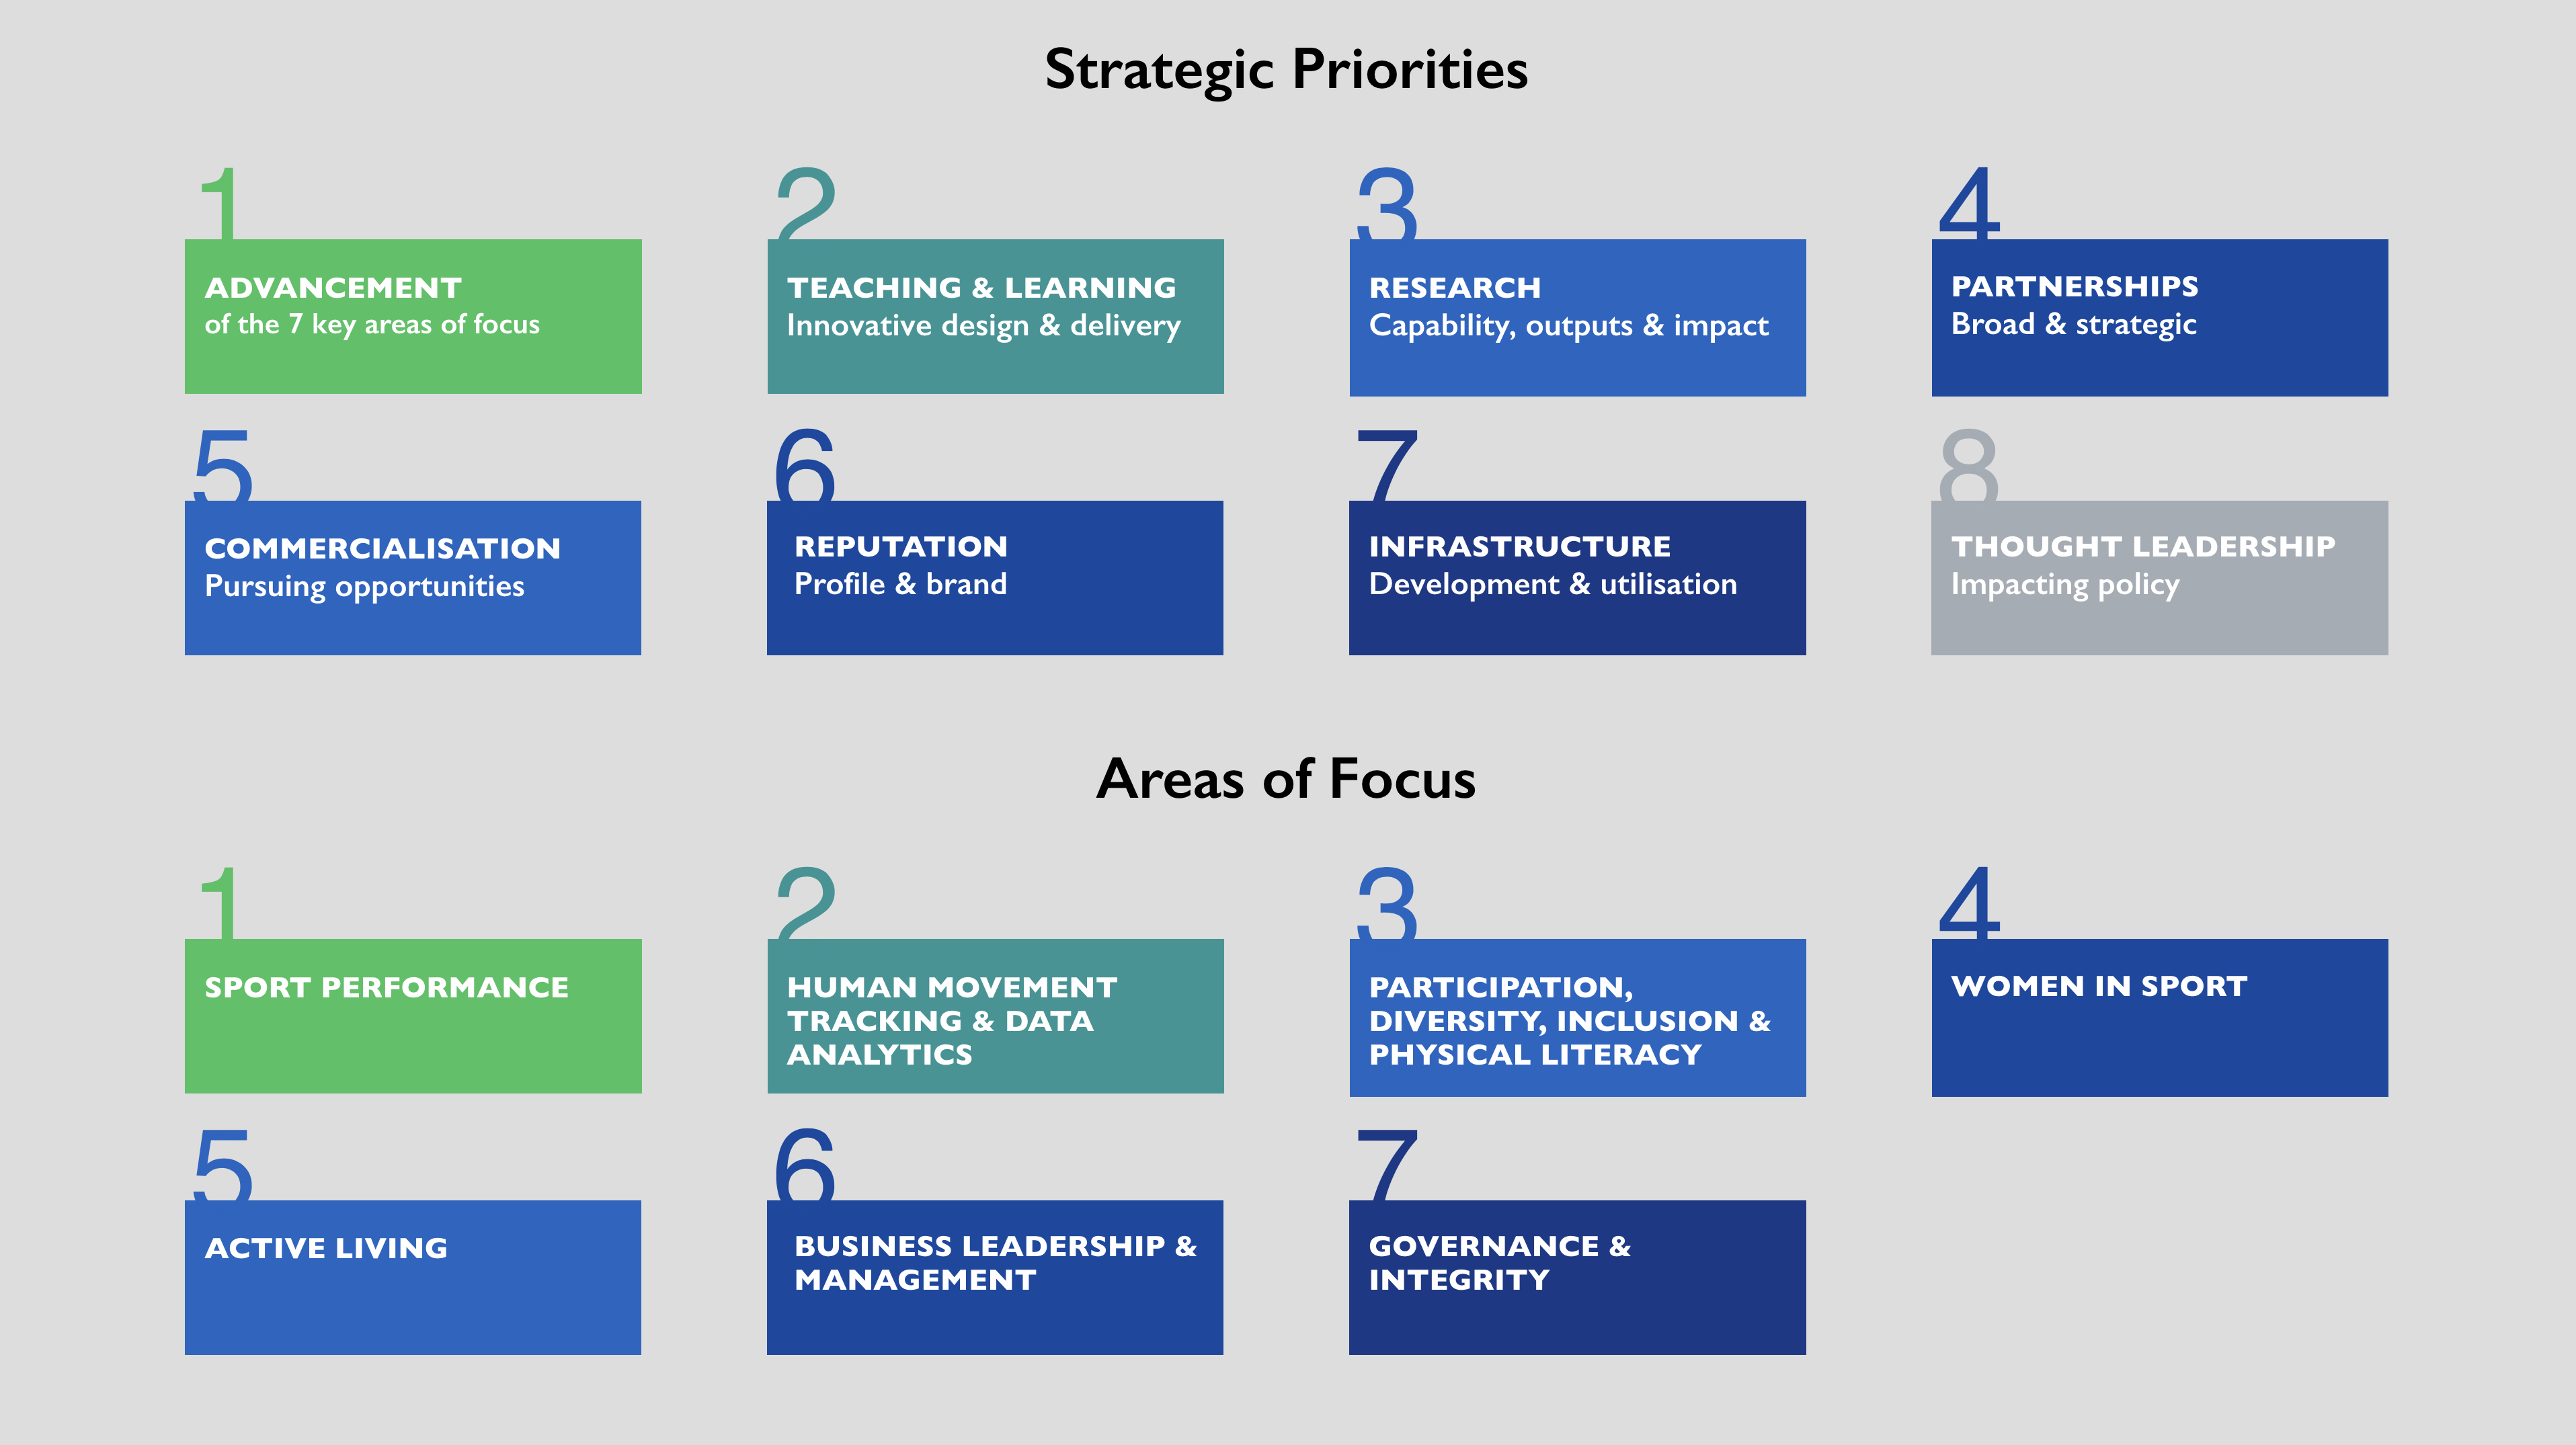 Strategic Priorities
1
ADVANCEMENT
of the 7 key areas of focus
2
TEACHING & LEARNING
Innovative design & delivery
3
RESEARCH
Capability, outputs & impact
4
PARTNERSHIPS
Broad & strategic
5
COMMERCIALISATION
Pursuing opportunities
6
REPUTATION
Profile & brand
7
INFRASTRUCTURE
Development & utilisation
8
THOUGHT LEADERSHIP
Impacting policy
Areas of Focus
1
SPORT PERFORMANCE
2
HUMAN MOVEMENT
TRACKING & DATA
ANALYTICS
3
PARTICIPATION,
DIVERSITY, INCLUSION &
PHYSICAL LITERACY
4
WOMEN IN SPORT
5
ACTIVE LIVING
6
BUSINESS LEADERSHIP &
MANAGEMENT
7
GOVERNANCE &
INTEGRITY